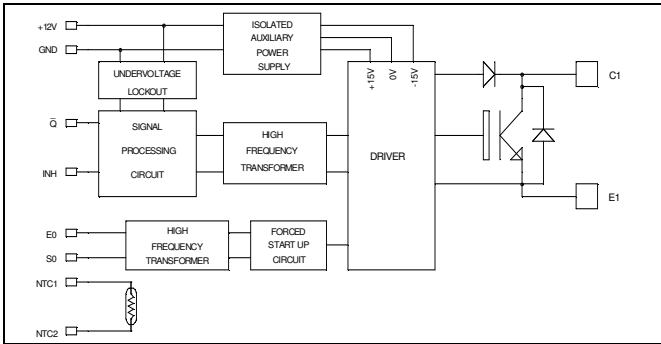 +12V
GND
ISOLATED
AUXILIARY
POWER
SUPPLY
UNDERVOLTAGE
LOCKOUT
+15V
0V
-15V
C1
Q̅
INH
SIGNAL
PROCESSING
CIRCUIT
HIGH
FREQUENCY
TRANSFORMER
DRIVER
E1
E0
S0
HIGH
FREQUENCY
TRANSFORMER
FORCED
START UP
CIRCUIT
NTC1
NTC2